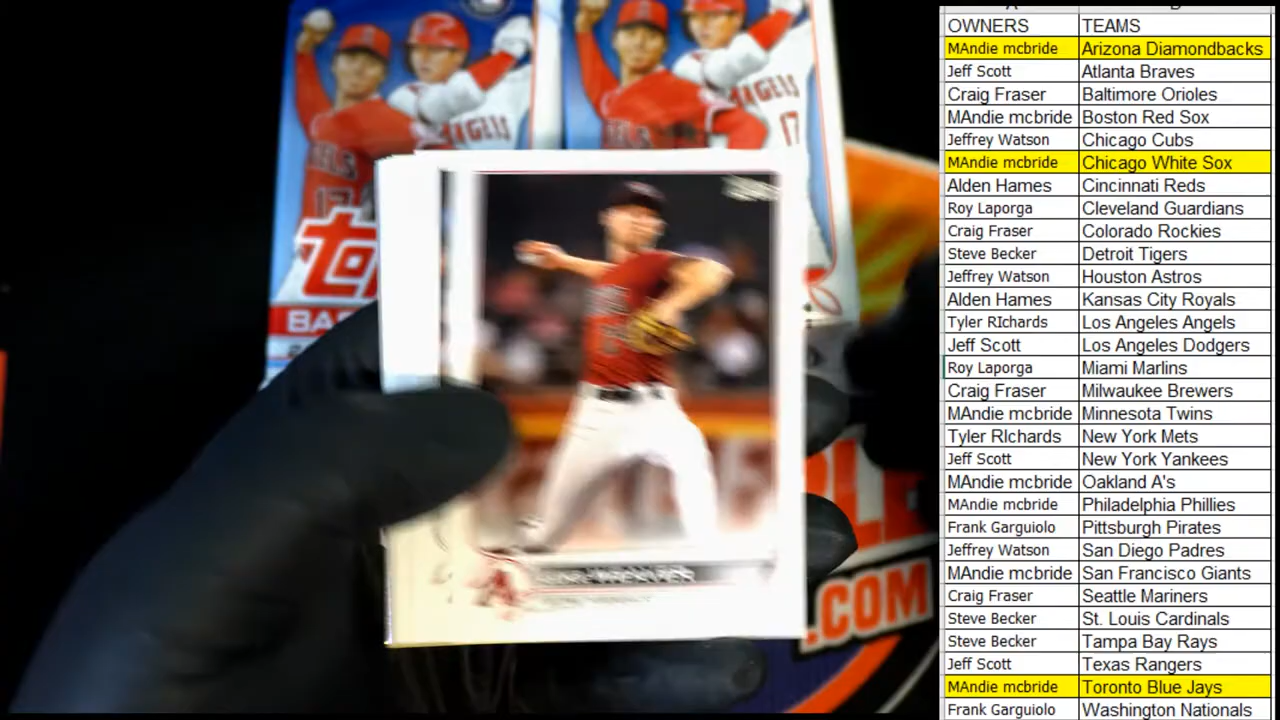 OWNERS TEAMS
MAndie mcbride Arizona Diamondbacks
Jeff Scott Atlanta Braves
Craig Fraser Baltimore Orioles
MAndie mcbride Boston Red Sox
Jeffrey Watson Chicago Cubs
MAndie mcbride Chicago White Sox
Alden Hames Cincinnati Reds
Roy Laporga Cleveland Guardians
Craig Fraser Colorado Rockies
Steve Becker Detroit Tigers
Jeffrey Watson Houston Astros
Alden Hames Kansas City Royals
Tyler RIchards Los Angeles Angels
Jeff Scott Los Angeles Dodgers
Roy Laporga Miami Marlins
Craig Fraser Milwaukee Brewers
MAndie mcbride Minnesota Twins
Tyler RIchards New York Mets
Jeff Scott New York Yankees
MAndie mcbride Oakland A's
MAndie mcbride Philadelphia Phillies
Frank Garguiolo Pittsburgh Pirates
Jeffrey Watson San Diego Padres
MAndie mcbride San Francisco Giants
Craig Fraser Seattle Mariners
Steve Becker St. Louis Cardinals
Steve Becker Tampa Bay Rays
Jeff Scott Texas Rangers
MAndie mcbride Toronto Blue Jays
Frank Garguiolo Washington Nationals
ANGELS
17
.COM